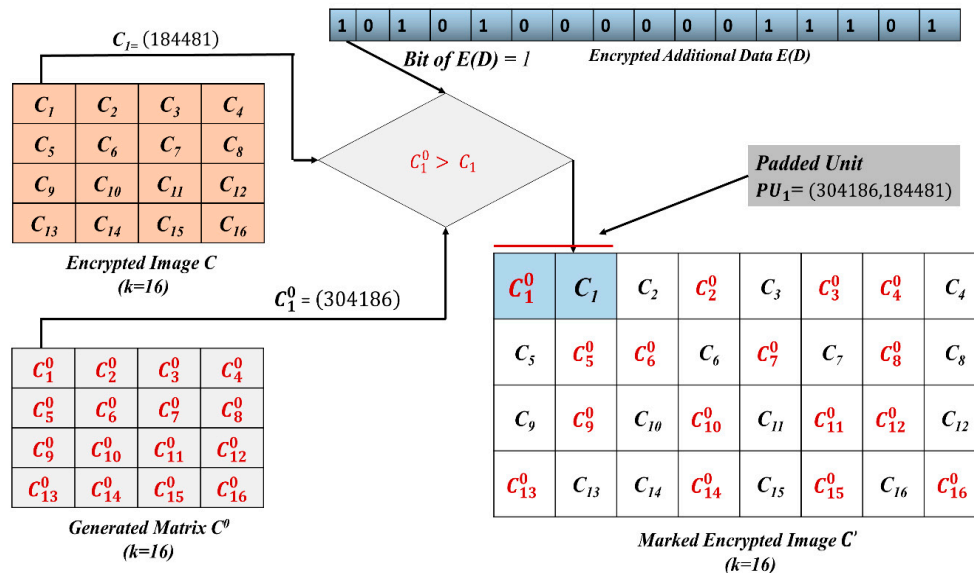 1 0 1 0 1 0 0 0 0 0 0 1 1 1 0 1
C₁₌ (184481)
Bit of E(D) = 1
Encrypted Additional Data E(D)
C₁ C₂ C₃ C₄
C₅ C₆ C₇ C₈
C₉ C₁₀ C₁₁ C₁₂
C₁₃ C₁₄ C₁₅ C₁₆
Encrypted Image C
(k=16)
C₁⁰ > C₁
Padded Unit
PU₁= (304186,184481)
C₁⁰ = (304186)
C₁⁰ C₂⁰ C₃⁰ C₄⁰
C₅⁰ C₆⁰ C₇⁰ C₈⁰
C₉⁰ C₁₀⁰ C₁₁⁰ C₁₂⁰
C₁₃⁰ C₁₄⁰ C₁₅⁰ C₁₆⁰
Generated Matrix C⁰
(k=16)
C₁⁰ C₁ C₂ C₂⁰ C₃ C₃⁰ C₄⁰ C₄
C₅ C₅⁰ C₆⁰ C₆ C₇⁰ C₇ C₈⁰ C₈
C₉ C₉⁰ C₁₀ C₁₀⁰ C₁₁ C₁₁⁰ C₁₂⁰ C₁₂
C₁₃⁰ C₁₃ C₁₄ C₁₄⁰ C₁₅ C₁₅⁰ C₁₆ C₁₆⁰
Marked Encrypted Image C'
(k=16)